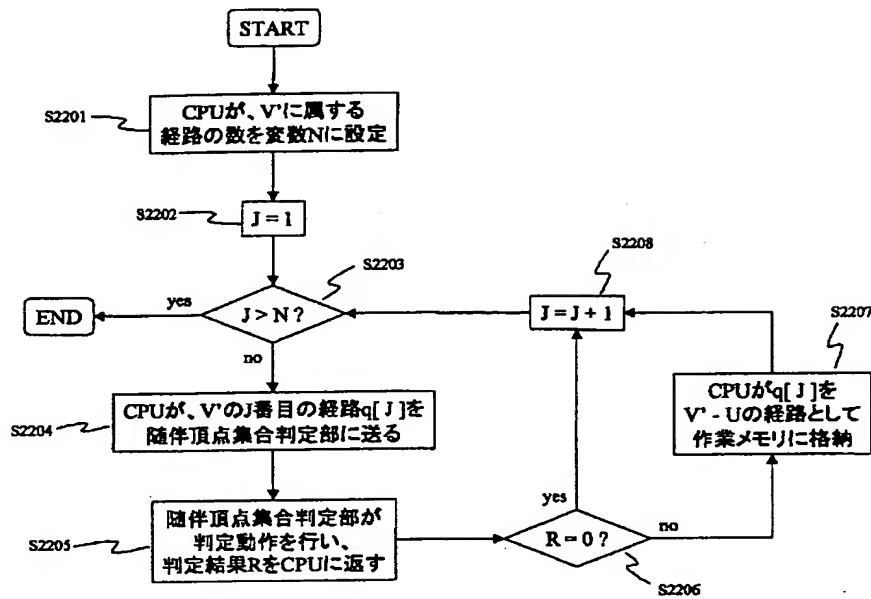 START
S2201
CPUが、V'に属する
経路の数を変数Nに設定
S2202
J = 1
S2203
J > N ?
yes
END
no
S2208
J = J + 1
S2207
CPUがq[ J ]を
V' - Uの経路として
作業メモリに格納
S2204
CPUが、V'のJ番目の経路q[ J ]を
随伴頂点集合判定部に送る
S2205
随伴頂点集合判定部が
判定動作を行い、
判定結果RをCPUに返す
yes
R = 0 ?
no
S2206